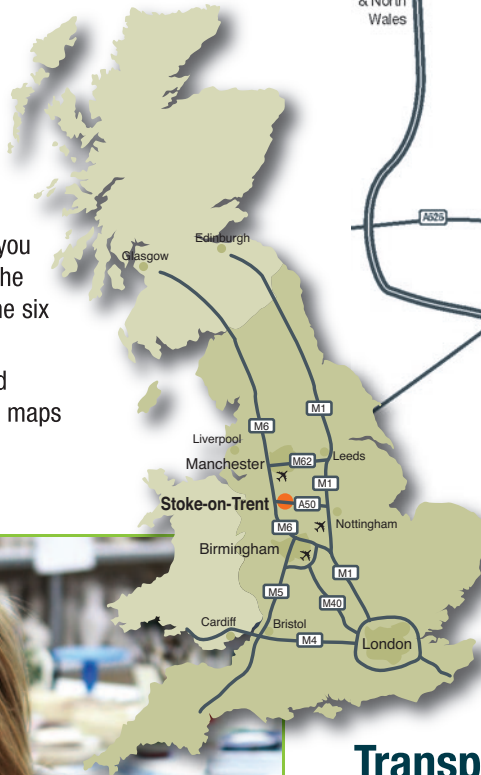 & North
Wales
A525
you
he
ne six
d
maps
Edinburgh
Glasgow
M1
M6
Liverpool
Manchester
M62
Leeds
M1
Stoke-on-Trent
A50
M6
Nottingham
Birmingham
M1
M5
M40
Cardiff
Bristol
M4
London
Transp